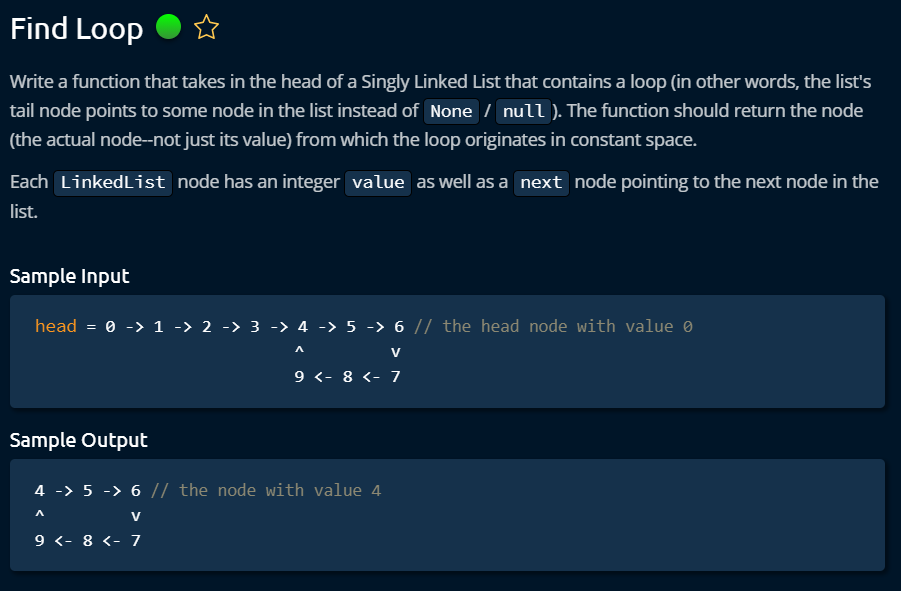 Find Loop
Write a function that takes in the head of a Singly Linked List that contains a loop (in other words, the list's
tail node points to some node in the list instead of None / null ). The function should return the node
(the actual node--not just its value) from which the loop originates in constant space.
Each LinkedList node has an integer value as well as a next node pointing to the next node in the
list.
Sample Input
head = 0 -> 1 -> 2 -> 3 -> 4 -> 5 -> 6 // the head node with value 0
^ v
9 <- 8 <- 7
Sample Output
4 -> 5 -> 6 // the node with value 4
^ v
9 <- 8 <- 7